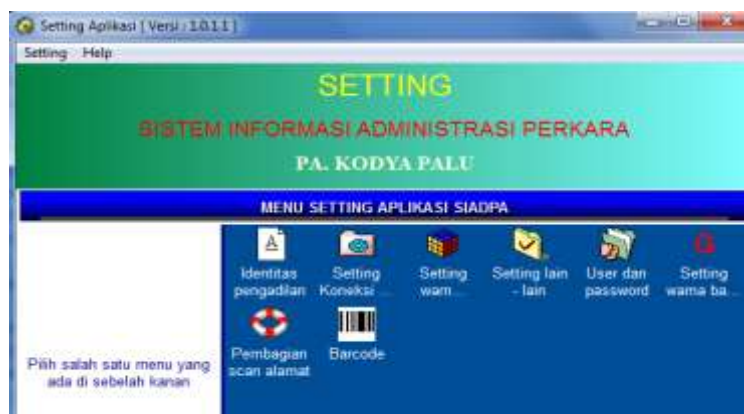 Setting Aplikasi [ Versi : 1.0.1.1 ]
Setting Help
SETTING
SISTEM INFORMASI ADMINISTRASI PERKARA
PA. KODYA PALU
MENU SETTING APLIKASI SIADPA
Identitas pengadilan
Setting Koneksi ...
Setting warn...
Setting lain - lain
User dan password
Setting warna ba...
Pembagian scan alamat
Barcode
Pilih salah satu menu yang
ada di sebelah kanan